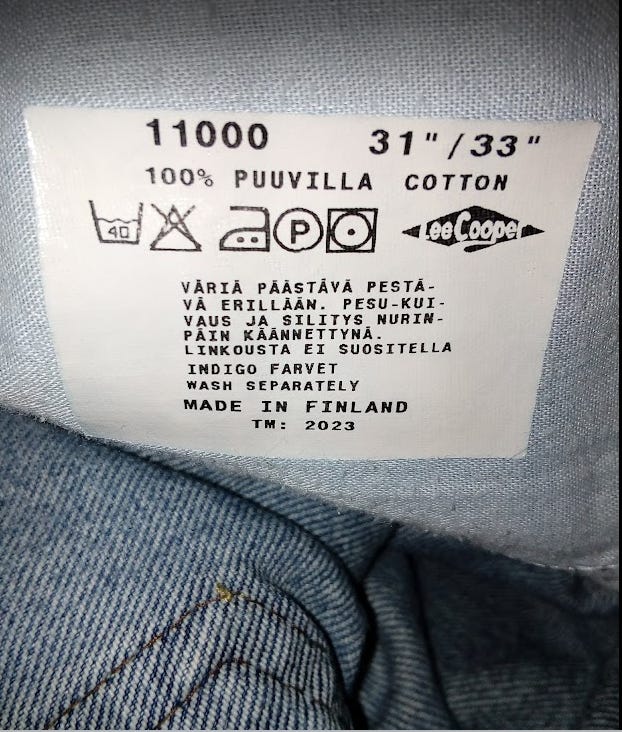 11000 31"/33"
100% PUUVILLA COTTON
40 P Lee Cooper
VÄRIÄ PÄÄSTÄVÄ PESTÄ-
VÄ ERILLÄÄN. PESU-KUI-
VAUS JA SILITYS NURIN-
PÄIN KÄÄNNETTYNÄ.
LINKOUSTA EI SUOSITELLA
INDIGO FARVET
WASH SEPARATELY
MADE IN FINLAND
TM: 2023